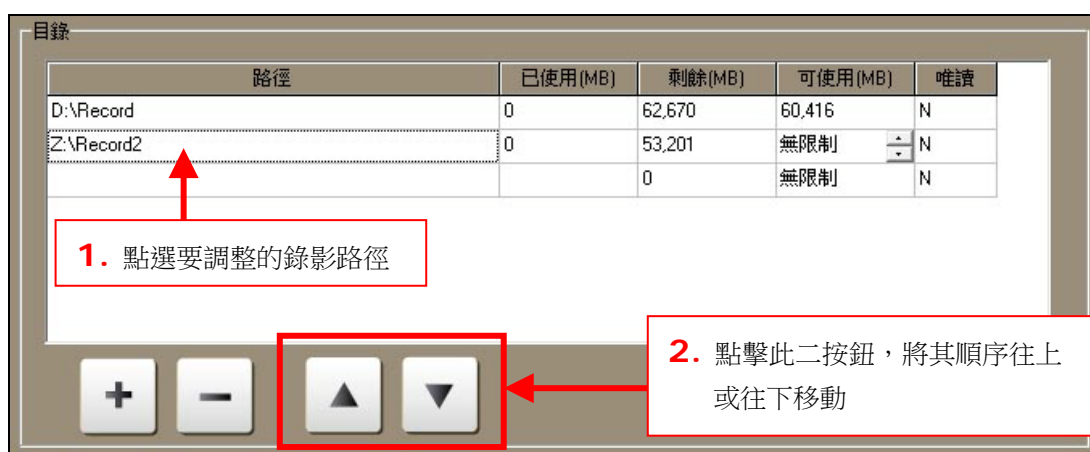 目錄
路徑 已使用(MB) 剩餘(MB) 可使用(MB) 唯讀
D:\Record 0 62,670 60,416 N
Z:\Record2 0 53,201 無限制 N
0 無限制 N
1. 點選要調整的錄影路徑
2. 點擊此二按鈕，將其順序往上
或往下移動